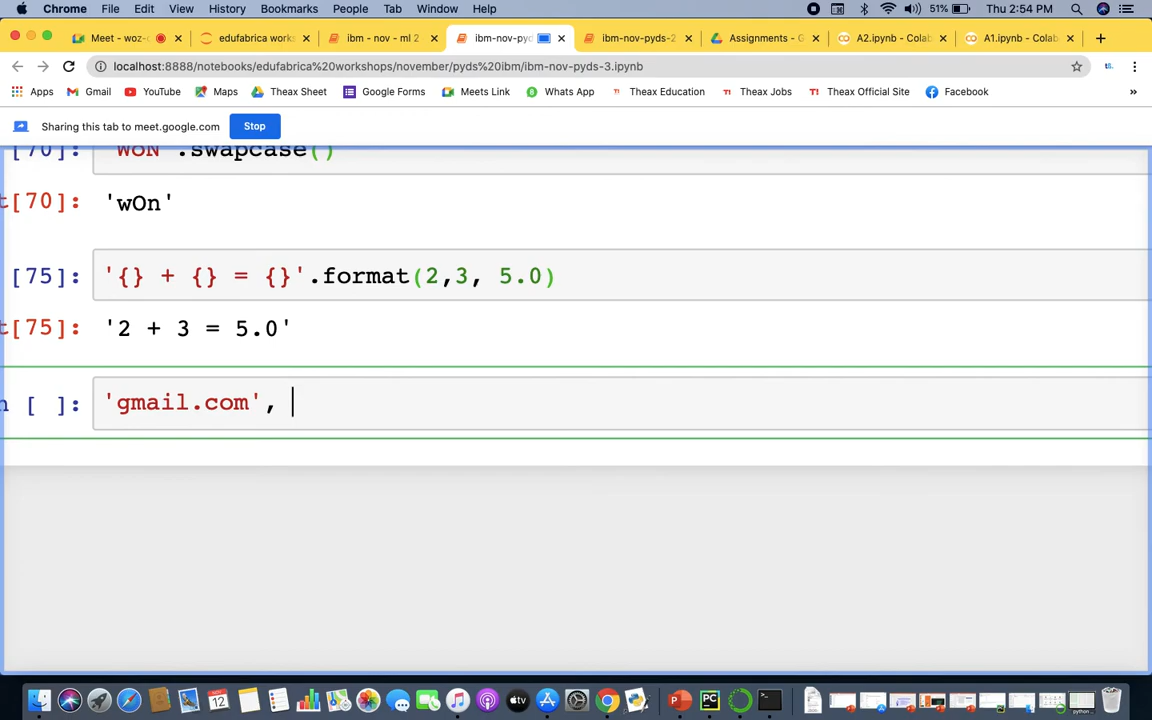 Chrome File Edit View History Bookmarks People Tab Window Help 51% Thu 2:54 PM
Meet - woz- edufabrica works ibm - nov - ml 2 ibm-nov-pyd ibm-nov-pyds-2 Assignments - G A2.ipynb - Colab A1.ipynb - Colab
localhost:8888/notebooks/edufabrica%20workshops/november/pyds%20ibm/ibm-nov-pyds-3.ipynb
Apps Gmail YouTube Maps Theax Sheet Google Forms Meets Link Whats App Theax Education Theax Jobs Theax Official Site Facebook »
Sharing this tab to meet.google.com Stop
[70]: 'WoN'.swapcase()
t[70]: 'wOn'
[75]: '{} + {} = {}'.format(2,3, 5.0)
t[75]: '2 + 3 = 5.0'
n [ ]: 'gmail.com',